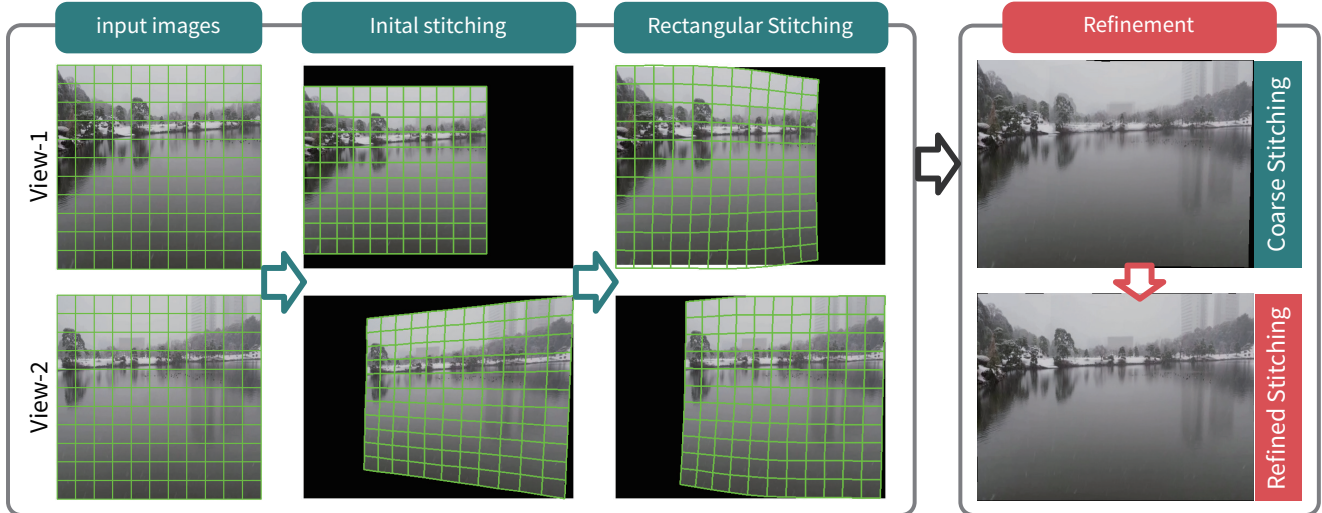 input images
Inital stitching
Rectangular Stitching
Refinement
View-1
View-2
Coarse Stitching
Refined Stitching